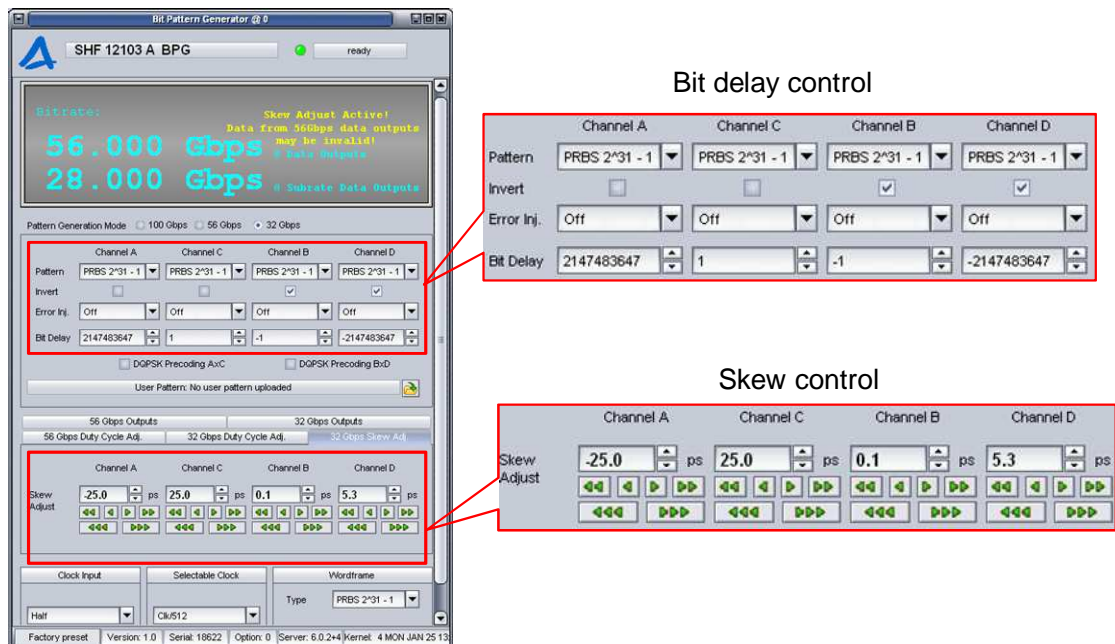 Bit Pattern Generator @ 0
SHF 12103 A BPG
ready
Bitrate:
Skew Adjust Active!
Data from 56Gbps data outputs
may be invalid!
56.000 Gbps @ Data Outputs
28.000 Gbps @ Subrate Data Outputs
Pattern Generation Mode 100 Gbps 56 Gbps 32 Gbps
Channel A Channel C Channel B Channel D
Pattern PRBS 2^31 - 1 PRBS 2^31 - 1 PRBS 2^31 - 1 PRBS 2^31 - 1
Invert
Error Inj. Off Off Off Off
Bit Delay 2147483647 1 -1 -2147483647
DQPSK Precoding AxC DQPSK Precoding BxD
User Pattern: No user pattern uploaded
56 Gbps Outputs 32 Gbps Outputs
56 Gbps Duty Cycle Adj. 32 Gbps Duty Cycle Adj. 32 Gbps Skew Adj.
Channel A Channel C Channel B Channel D
Skew Adjust -25.0 ps 25.0 ps 0.1 ps 5.3 ps
Clock Input Selectable Clock Wordframe
Type PRBS 2^31 - 1
Half Clk/512
Factory preset Version: 1.0 Serial: 18622 Option: 0 Server: 6.0.2+4 Kernel: 4 MON JAN 25 13:
Bit delay control
Channel A Channel C Channel B Channel D
Pattern PRBS 2^31 - 1 PRBS 2^31 - 1 PRBS 2^31 - 1 PRBS 2^31 - 1
Invert
Error Inj. Off Off Off Off
Bit Delay 2147483647 1 -1 -2147483647
Skew control
Channel A Channel C Channel B Channel D
Skew Adjust -25.0 ps 25.0 ps 0.1 ps 5.3 ps